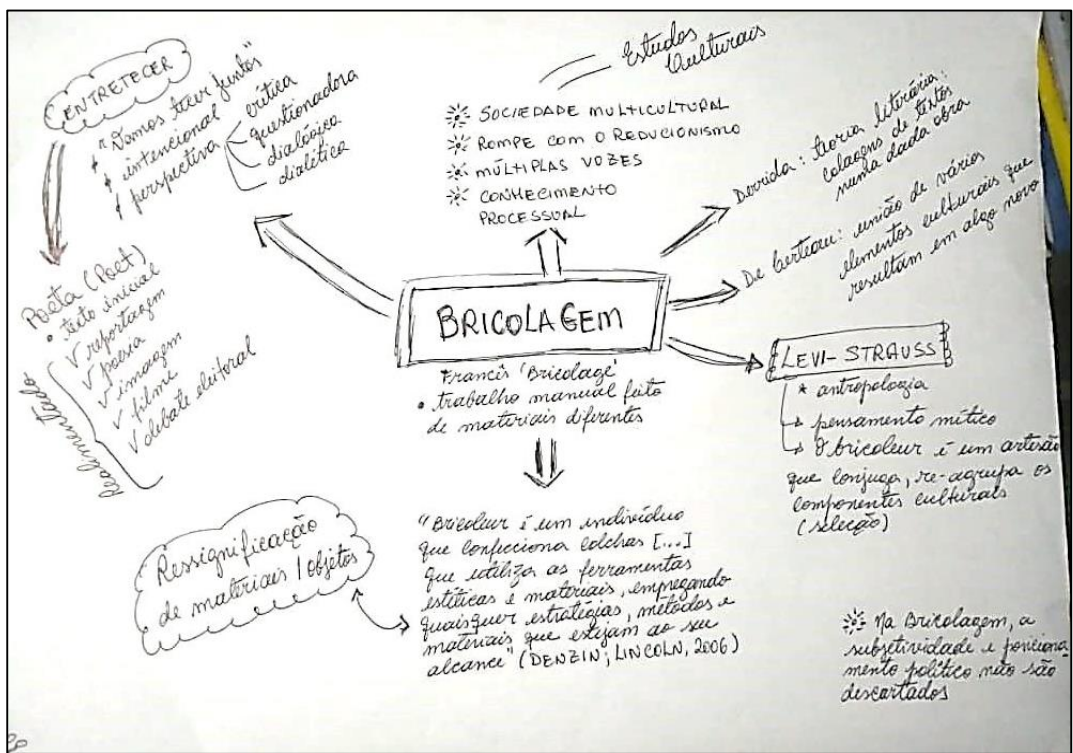 ENTRETECER
"Vamos tecer juntos"
intencional
perspectiva
crítica
questionadora
dialógica
dialética
Poeta (Poet)
• texto inicial
√ reportagem
√ poesia
√ imagem
√ filme
√ debate eleitoral
Realimentado
Estudos
Culturais
SOCIEDADE MULTICULTURAL
ROMPE COM O REDUCIONISMO
MÚLTIPLAS VOZES
CONHECIMENTO
PROCESSUAL
Derrida: teoria literária:
colagens de textos
numa dada obra
De Certeau: união de vários
elementos culturais que
resultam em algo novo
BRICOLAGEM
Francês 'Bricolage'
• trabalho manual feito
de materiais diferentes
LEVI-STRAUSS
* antropologia
pensamento mítico
O bricoleur é um artesão
que conjuga, re-agrupa os
componentes culturais
(seleção)
Ressignificação
de materiais / objetos
"Bricoleur é um indivíduo
que confecciona colchas [...]
que utiliza as ferramentas
estéticas e materiais, empregando
quaisquer estratégias, métodos e
materiais que estejam ao seu
alcance" (DENZIN; LINCOLN, 2006)
Na Bricolagem, a
subjetividade e posiciona
mento político não são
descartados